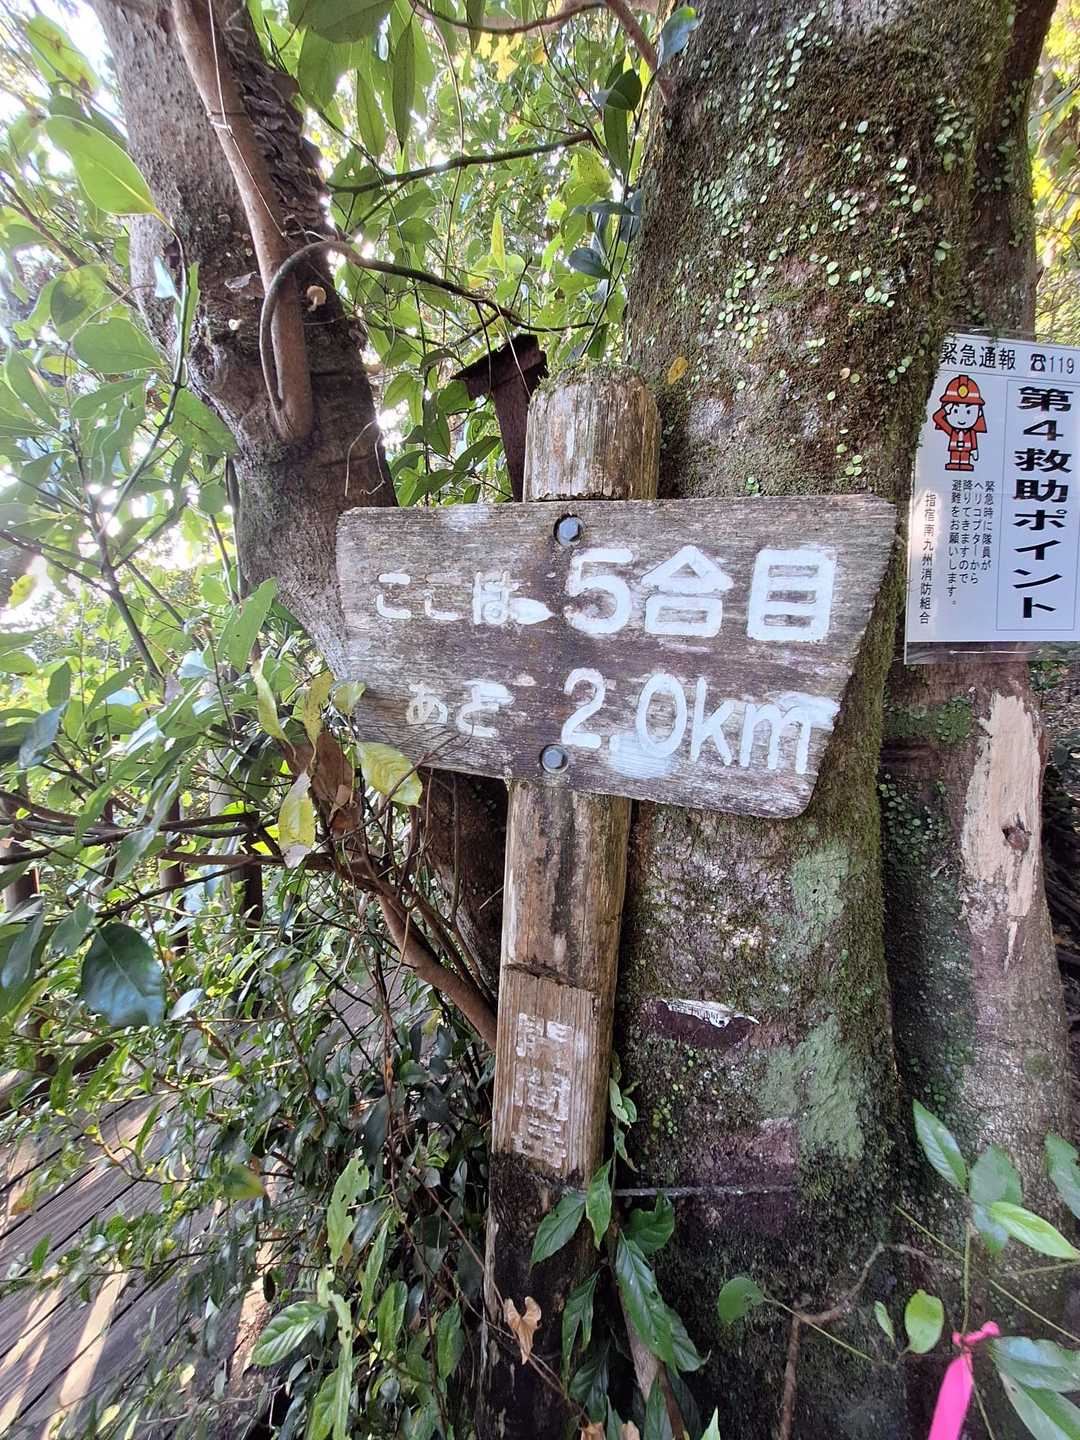 ここは 5合目
あと 2.0km
開聞岳
緊急通報 ☎119
第4救助ポイント
緊急時に隊員が
ヘリコプターから
降りてきますので
避難をお願いします。
指宿南九州消防組合